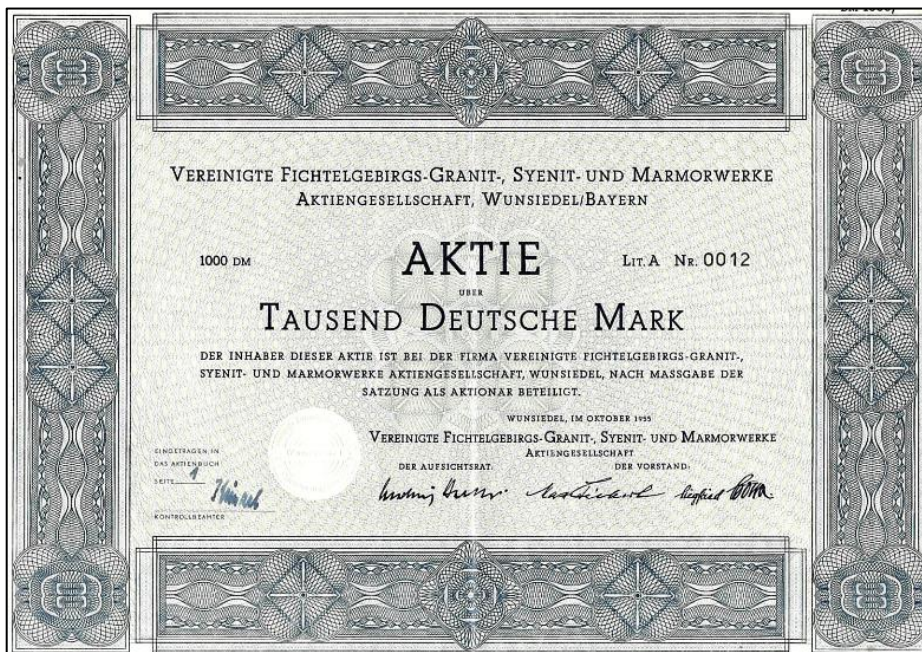 VEREINIGTE FICHTELGEBIRGS-GRANIT-, SYENIT- UND MARMORWERKE
AKTIENGESELLSCHAFT, WUNSIEDEL/BAYERN
1000 DM AKTIE LIT. A NR. 0012
ÜBER
TAUSEND DEUTSCHE MARK
DER INHABER DIESER AKTIE IST BEI DER FIRMA VEREINIGTE FICHTELGEBIRGS-GRANIT-,
SYENIT- UND MARMORWERKE AKTIENGESELLSCHAFT, WUNSIEDEL, NACH MASSGABE DER
SATZUNG ALS AKTIONÄR BETEILIGT.
WUNSIEDEL, IM OKTOBER 1955
VEREINIGTE FICHTELGEBIRGS-GRANIT-, SYENIT- UND MARMORWERKE
AKTIENGESELLSCHAFT
DER AUFSICHTSRAT: DER VORSTAND:
EINGETRAGEN IN
DAS AKTIENBUCH
SEITE 1
KONTROLLBEAMTER